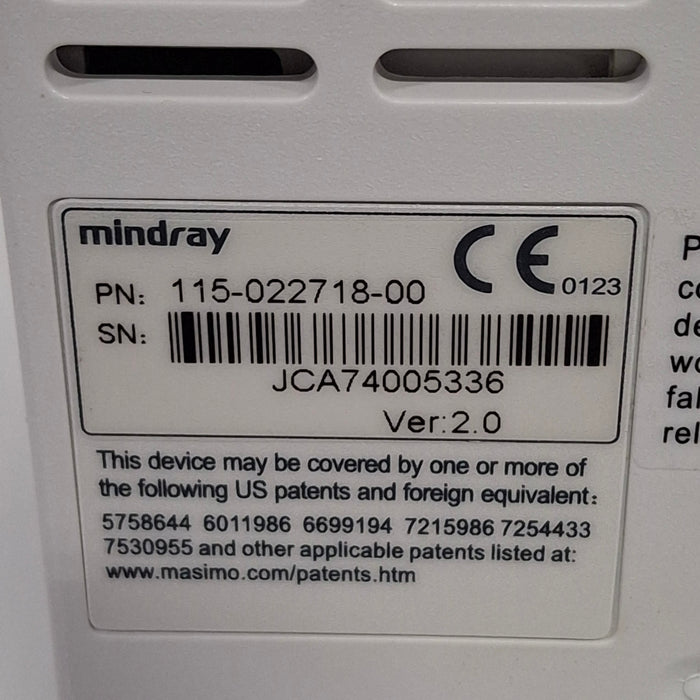 mindray
CE 0123
PN: 115-022718-00
SN:
JCA74005336
Ver:2.0
This device may be covered by one or more of
the following US patents and foreign equivalent:
5758644 6011986 6699194 7215986 7254433
7530955 and other applicable patents listed at:
www.masimo.com/patents.htm